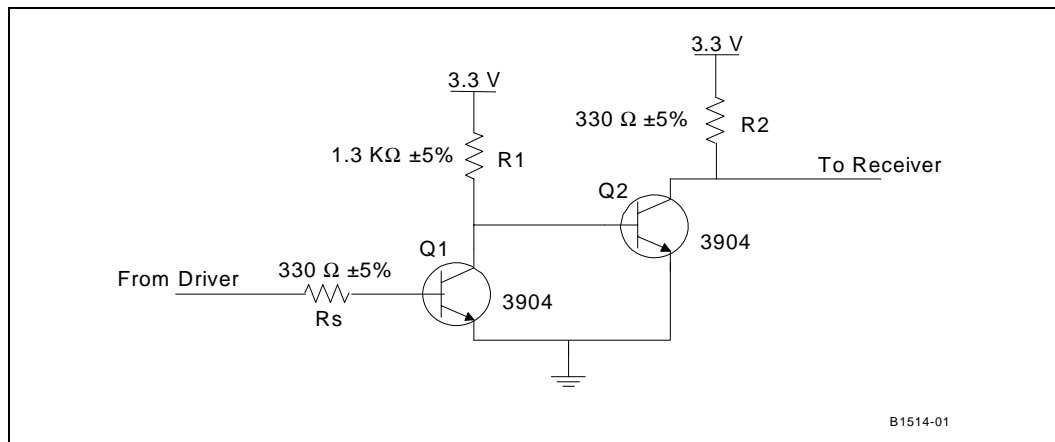 3.3 V
3.3 V
330 Ω ±5%
R2
1.3 KΩ ±5%
R1
To Receiver
Q2
3904
Q1
From Driver
330 Ω ±5%
Rs
3904
B1514-01